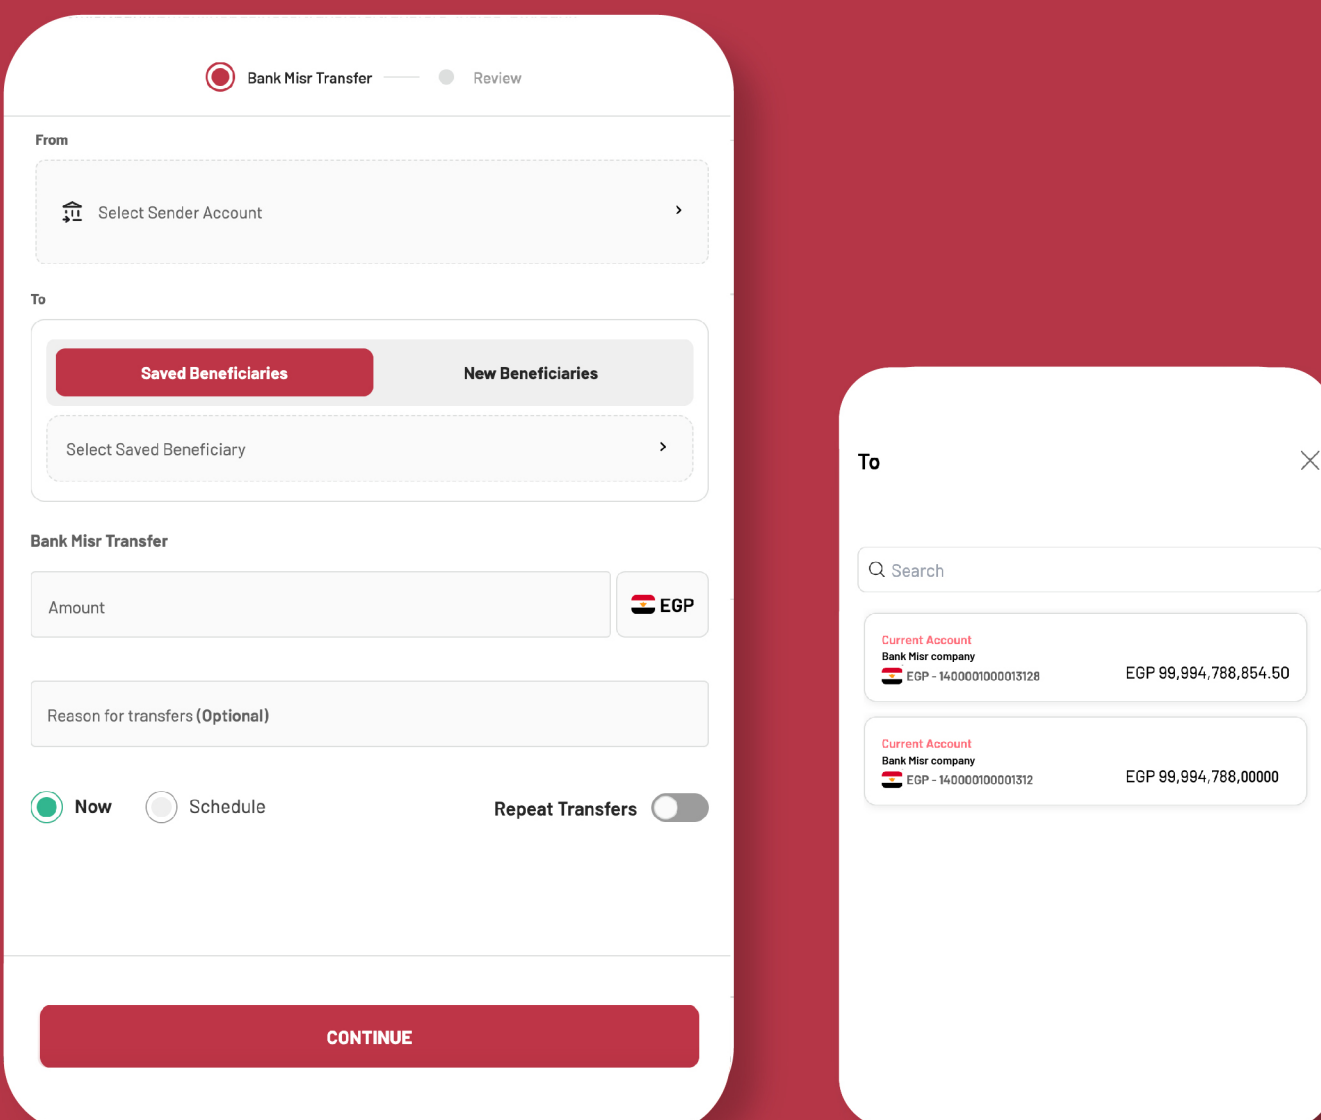 Bank Misr Transfer
Review
From
Select Sender Account
To
Saved Beneficiaries
New Beneficiaries
Select Saved Beneficiary
Bank Misr Transfer
Amount
EGP
Reason for transfers (Optional)
Now
Schedule
Repeat Transfers
CONTINUE
To
Search
Current Account
Bank Misr company
EGP - 1400001000013128
EGP 99,994,788,854.50
Current Account
Bank Misr company
EGP - 140000100001312
EGP 99,994,788,00000